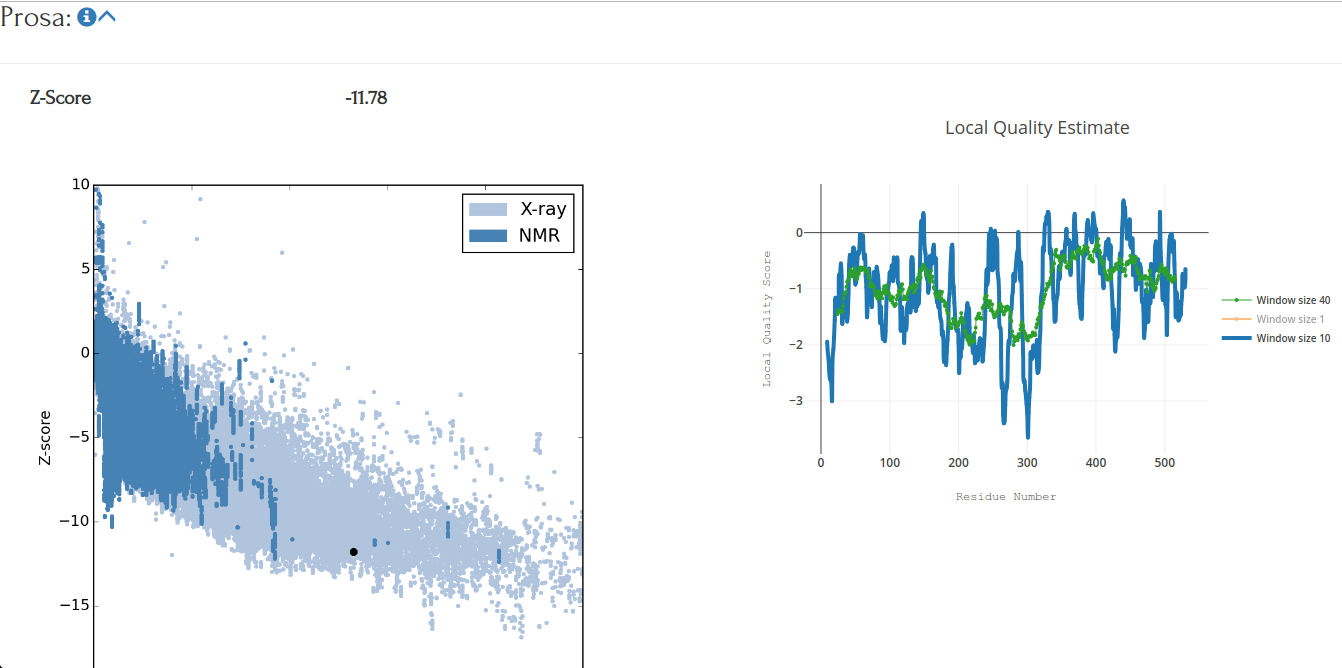 Prosa:
Z-Score -11.78
10
5
0
−5
−10
−15
Z-score
X-ray
NMR
Local Quality Estimate
0
−1
−2
−3
Local Quality Score
0 100 200 300 400 500
Residue Number
Window size 40
Window size 1
Window size 10